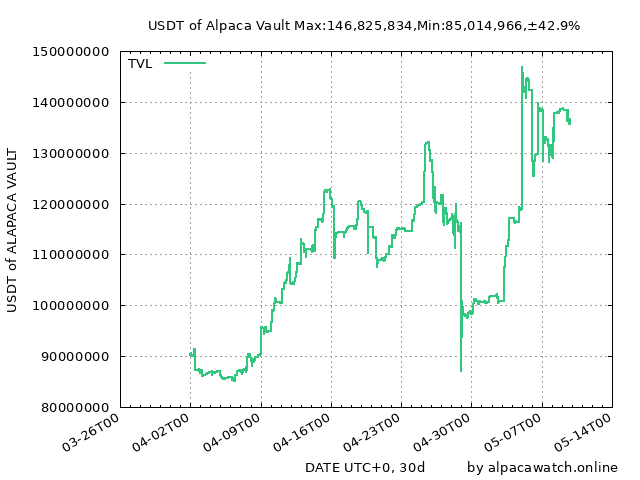 USDT of Alpaca Vault Max:146,825,834,Min:85,014,966,±42.9%
TVL
150000000
140000000
130000000
120000000
110000000
100000000
90000000
80000000
USDT of ALAPACA VAULT
03-26T00
04-02T00
04-09T00
04-16T00
04-23T00
04-30T00
05-07T00
05-14T00
DATE UTC+0, 30d
by alpacawatch.online